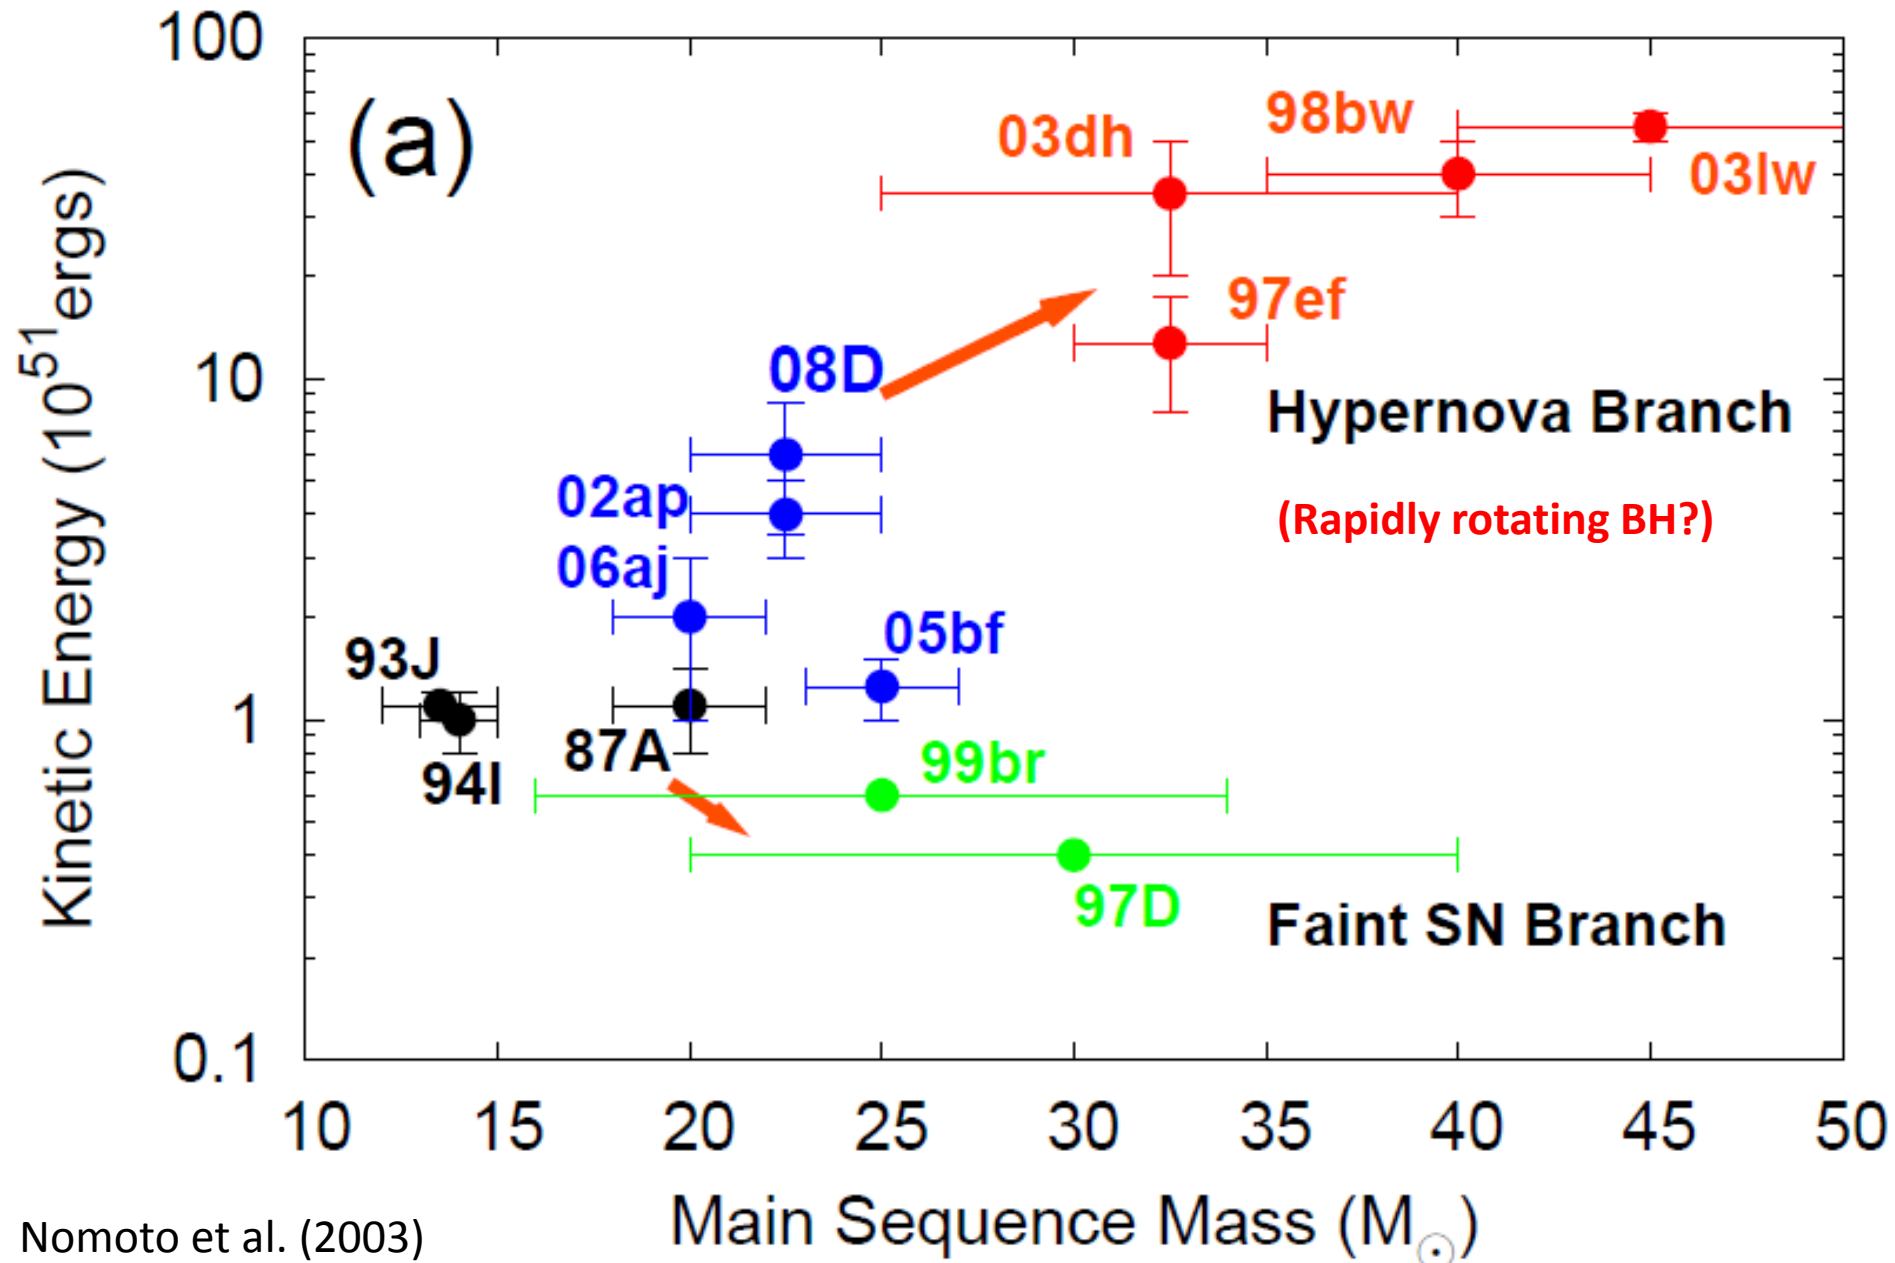 100
(a)
03dh
98bw
03lw
97ef
10
08D
Hypernova Branch
02ap
(Rapidly rotating BH?)
06aj
05bf
93J
1
87A
99br
94I
97D
Faint SN Branch
0.1
10 15 20 25 30 35 40 45 50
Kinetic Energy (10^51 ergs)
Main Sequence Mass (M⊙)
Nomoto et al. (2003)